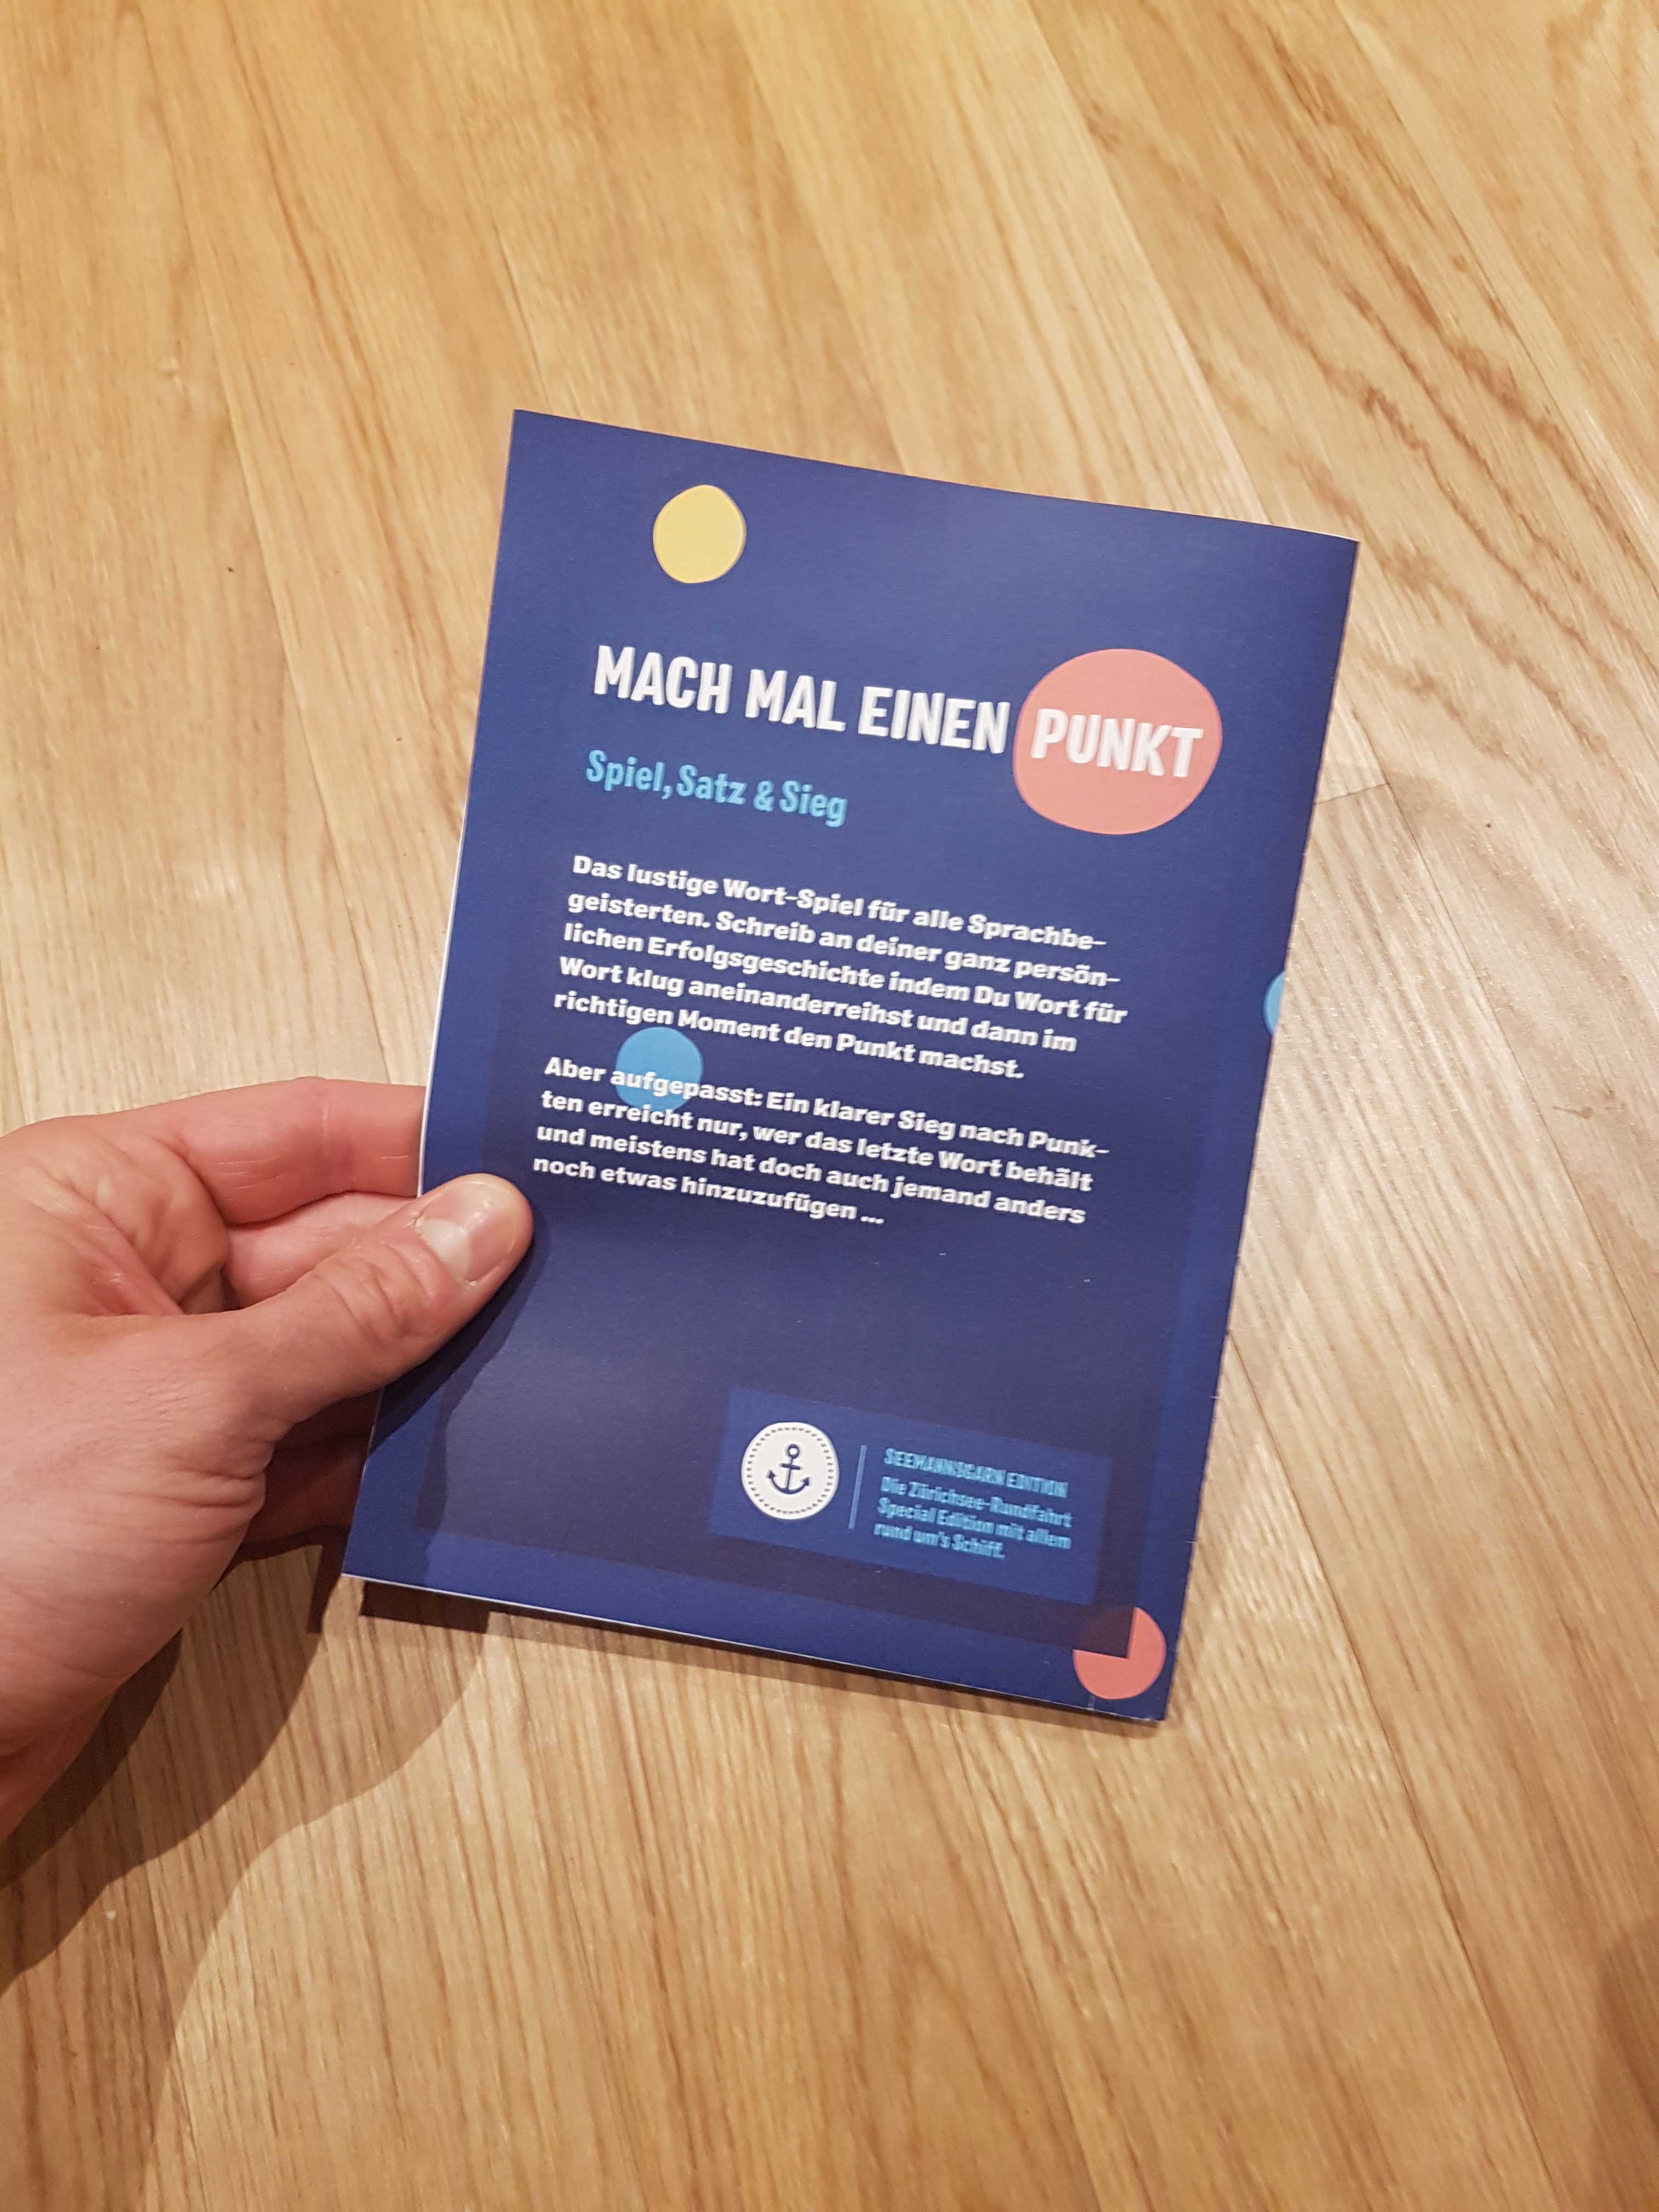 MACH MAL EINEN PUNKT
Spiel, Satz & Sieg
Das lustige Wort-Spiel für alle Sprachbe-
geisterten. Schreib an deiner ganz persön-
lichen Erfolgsgeschichte indem Du Wort für
Wort klug aneinanderreihst und dann im
richtigen Moment den Punkt machst.
Aber aufgepasst: Ein klarer Sieg nach Punk-
ten erreicht nur, wer das letzte Wort behält
und meistens hat doch auch jemand anders
noch etwas hinzuzufügen ...
SEEMANNSGARN EDITION
Die Zürichsee-Rundfahrt
Special Edition mit allem
rund um's Schiff.